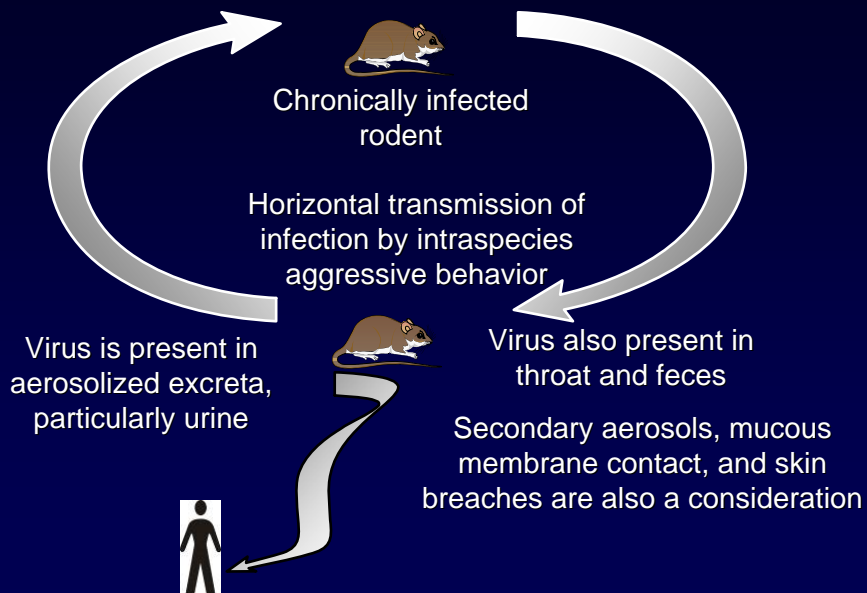 Chronically infected
rodent
Horizontal transmission of
infection by intraspecies
aggressive behavior
Virus is present in
aerosolized excreta,
particularly urine
Virus also present in
throat and feces
Secondary aerosols, mucous
membrane contact, and skin
breaches are also a consideration